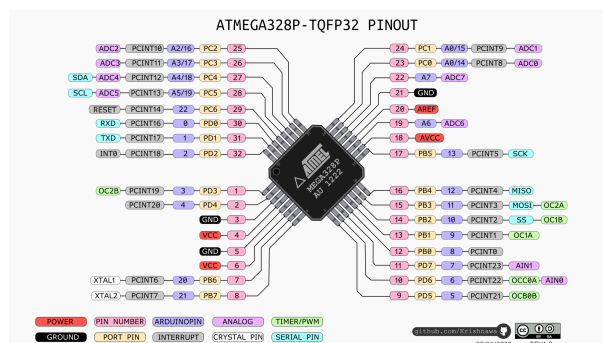 ATMEGA328P-TQFP32 PINOUT
ADC2 PCINT10 A2/16 PC2 25
ADC3 PCINT11 A3/17 PC3 26
SDA ADC4 PCINT12 A4/18 PC4 27
SCL ADC5 PCINT13 A5/19 PC5 28
RESET PCINT14 22 PC6 29
RXD PCINT16 0 PD0 30
TXD PCINT17 1 PD1 31
INT0 PCINT18 2 PD2 32
OC2B PCINT19 3 PD3 1
PCINT20 4 PD4 2
GND 3
VCC 4
GND 5
VCC 6
XTAL1 PCINT6 20 PB6 7
XTAL2 PCINT7 21 PB7 8
ATMEL
MEGA328P
AU 1222
24 PC1 A0/15 PCINT9 ADC1
23 PC0 A0/14 PCINT8 ADC0
22 A7 ADC7
21 GND
20 AREF
19 A6 ADC6
18 AVCC
17 PB5 13 PCINT5 SCK
16 PB4 12 PCINT4 MISO
15 PB3 11 PCINT3 MOSI OC2A
14 PB2 10 PCINT2 SS OC1B
13 PB1 9 PCINT1 OC1A
12 PB0 8 PCINT0
11 PD7 7 PCINT23 AIN1
10 PD6 6 PCINT22 OCC0A AIN0
9 PD5 5 PCINT21 OCB0B
POWER PIN NUMBER ARDUINOPIN ANALOG TIMER/PWM
GROUND PORT PIN INTERRUPT CRYSTAL PIN SERIAL PIN
github.com/Krishnaws
cc BY SA